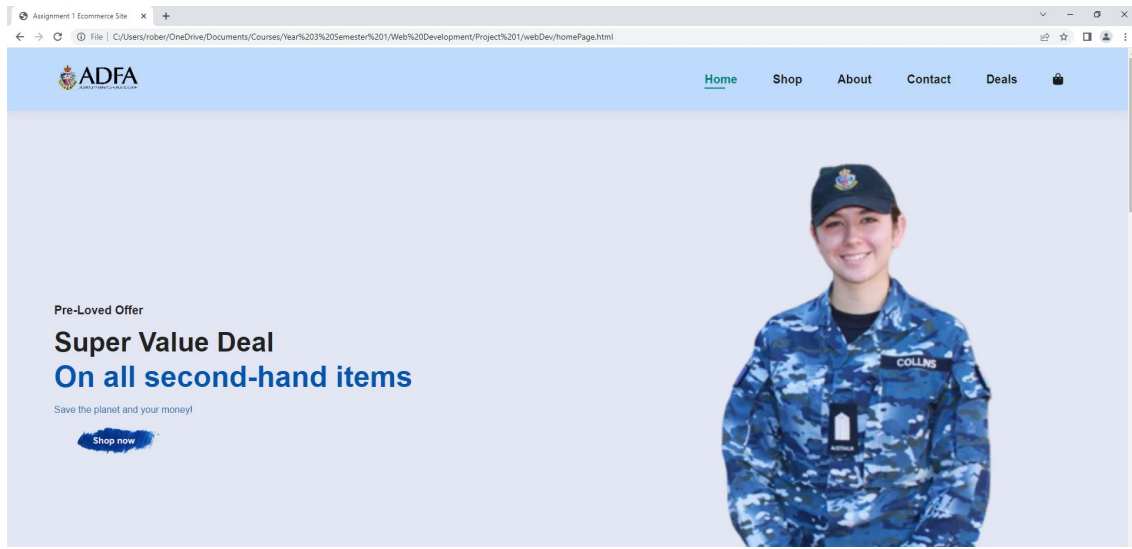 Assignment 1 Ecommerce Site
File | C:/Users/rober/OneDrive/Documents/Courses/Year%203%20Semester%201/Web%20Development/Project%201/webDev/homePage.html
ADFA
Home Shop About Contact Deals
Pre-Loved Offer
Super Value Deal
On all second-hand items
Save the planet and your money!
Shop now
COLLINS
AUSTRALIA